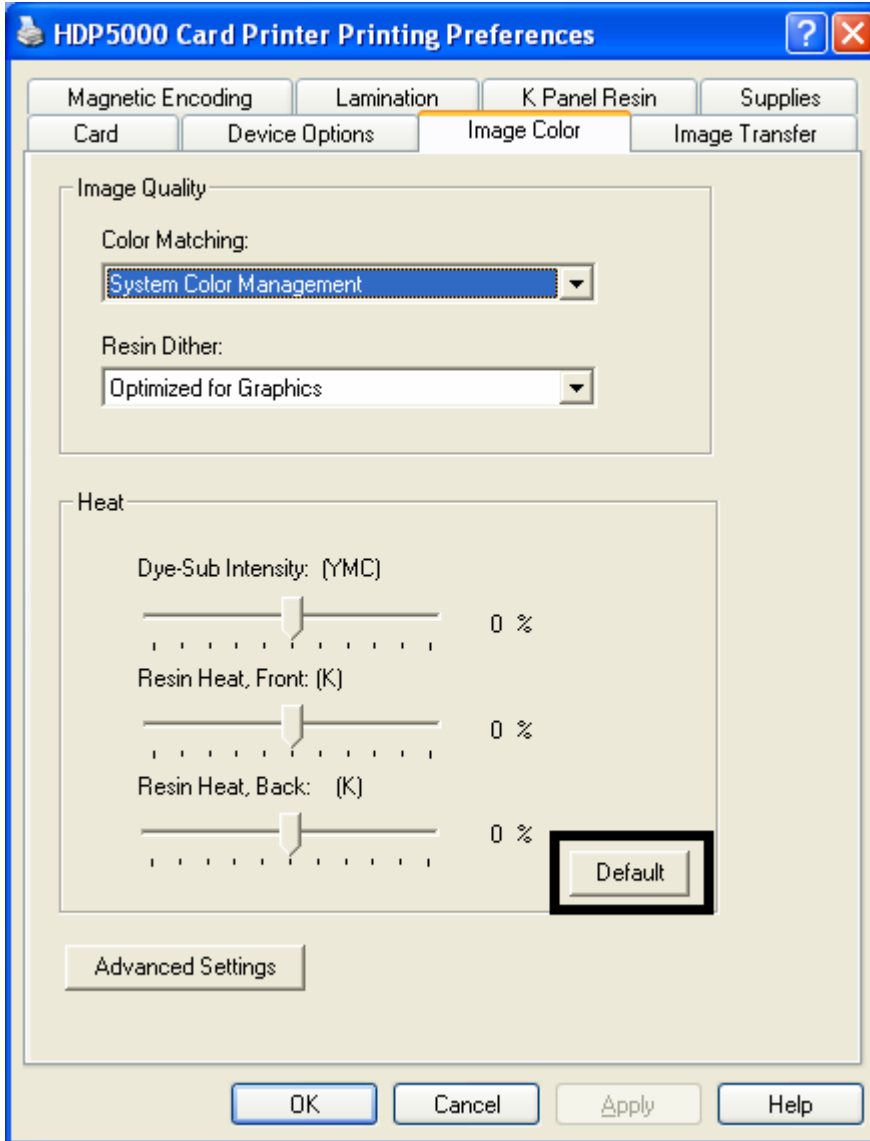 HDP5000 Card Printer Printing Preferences
Magnetic Encoding Lamination K Panel Resin Supplies
Card Device Options Image Color Image Transfer
Image Quality
Color Matching:
System Color Management
Resin Dither:
Optimized for Graphics
Heat
Dye-Sub Intensity: (YMC)
0 %
Resin Heat, Front: (K)
0 %
Resin Heat, Back: (K)
0 %
Default
Advanced Settings
OK Cancel Apply Help